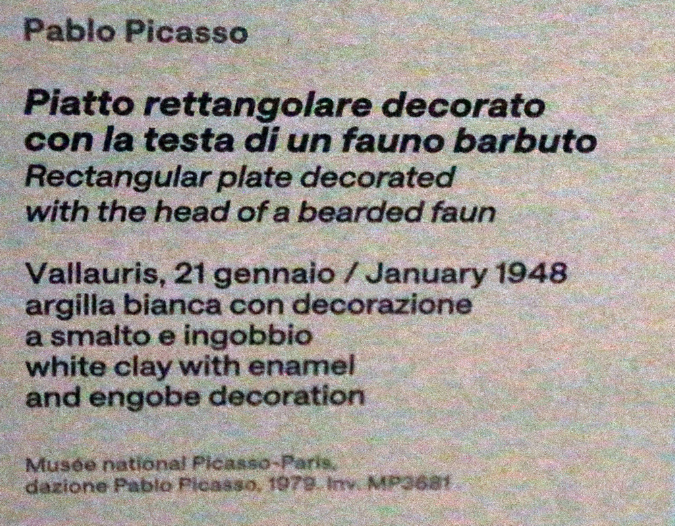 Pablo Picasso
Piatto rettangolare decorato
con la testa di un fauno barbuto
Rectangular plate decorated
with the head of a bearded faun
Vallauris, 21 gennaio / January 1948
argilla bianca con decorazione
a smalto e ingobbio
white clay with enamel
and engobe decoration
Musée national Picasso-Paris,
dazione Pablo Picasso, 1979. Inv. MP3681